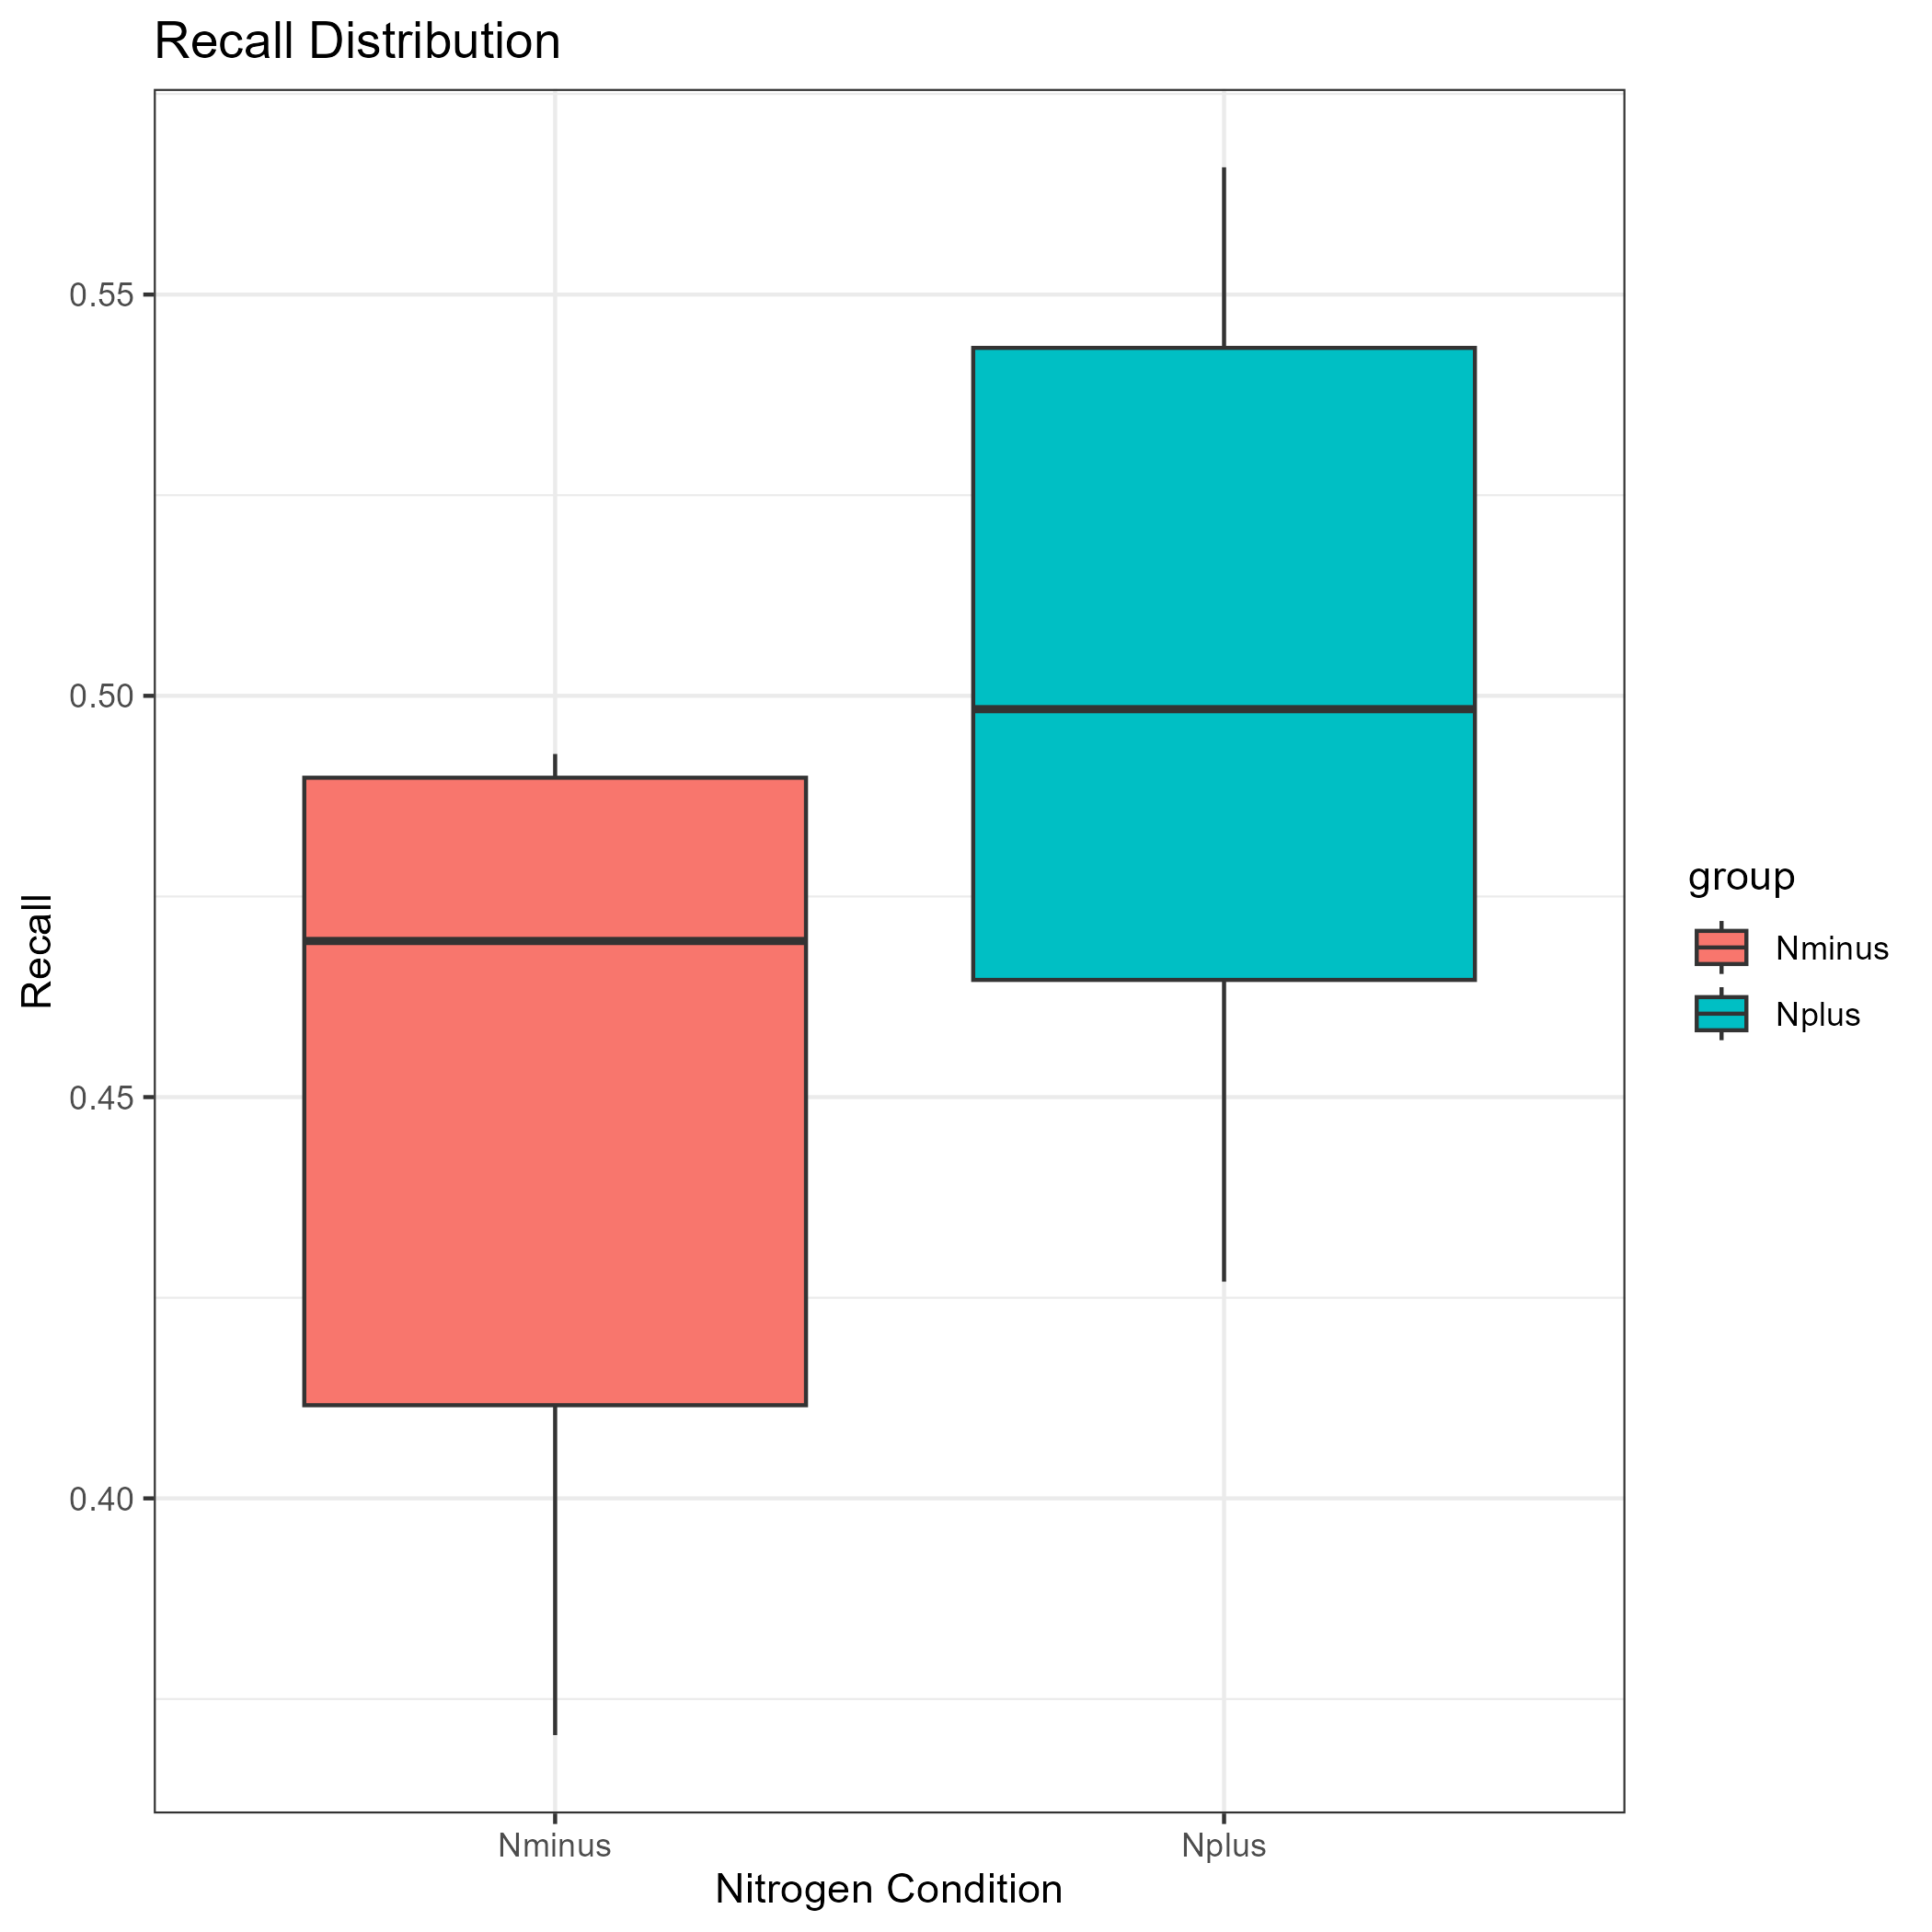 Recall Distribution
Recall
0.55
0.50
0.45
0.40
Nminus
Nplus
Nitrogen Condition
group
Nminus
Nplus